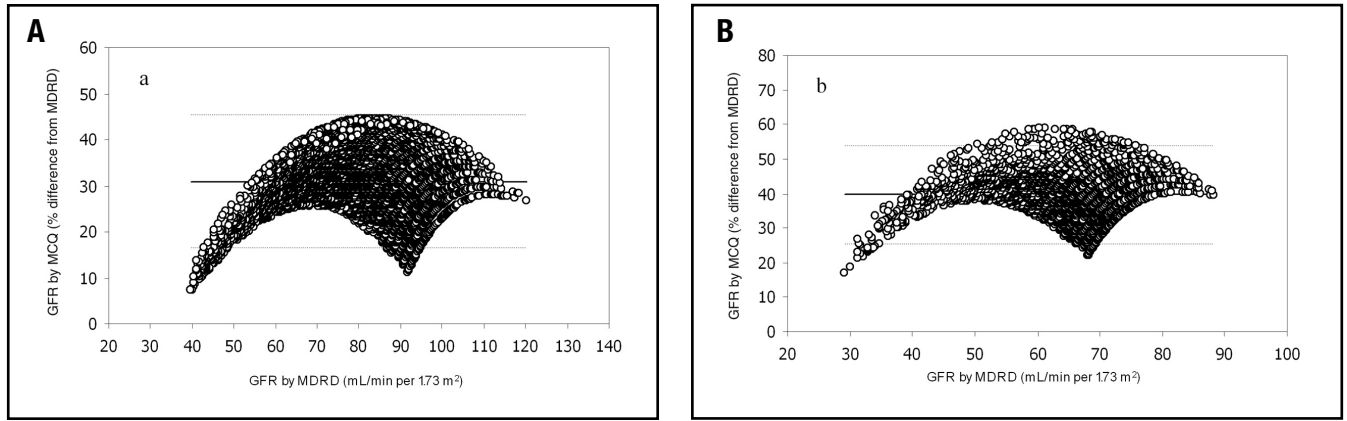 A
a
GFR by MCQ (% difference from MDRD)
60
50
40
30
20
10
0
20 30 40 50 60 70 80 90 100 110 120 130 140
GFR by MDRD (mL/min per 1.73 m²)
B
b
GFR by MCQ (% difference from MDRD)
80
70
60
50
40
30
20
10
0
20 30 40 50 60 70 80 90 100
GFR by MDRD (mL/min per 1.73 m²)